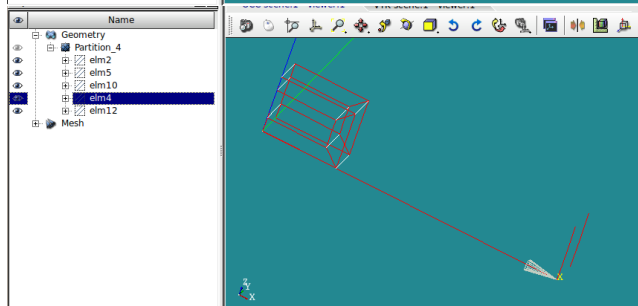 Name
Geometry
Partition_4
elm2
elm5
elm10
elm4
elm12
Mesh
X
Z
Y
X